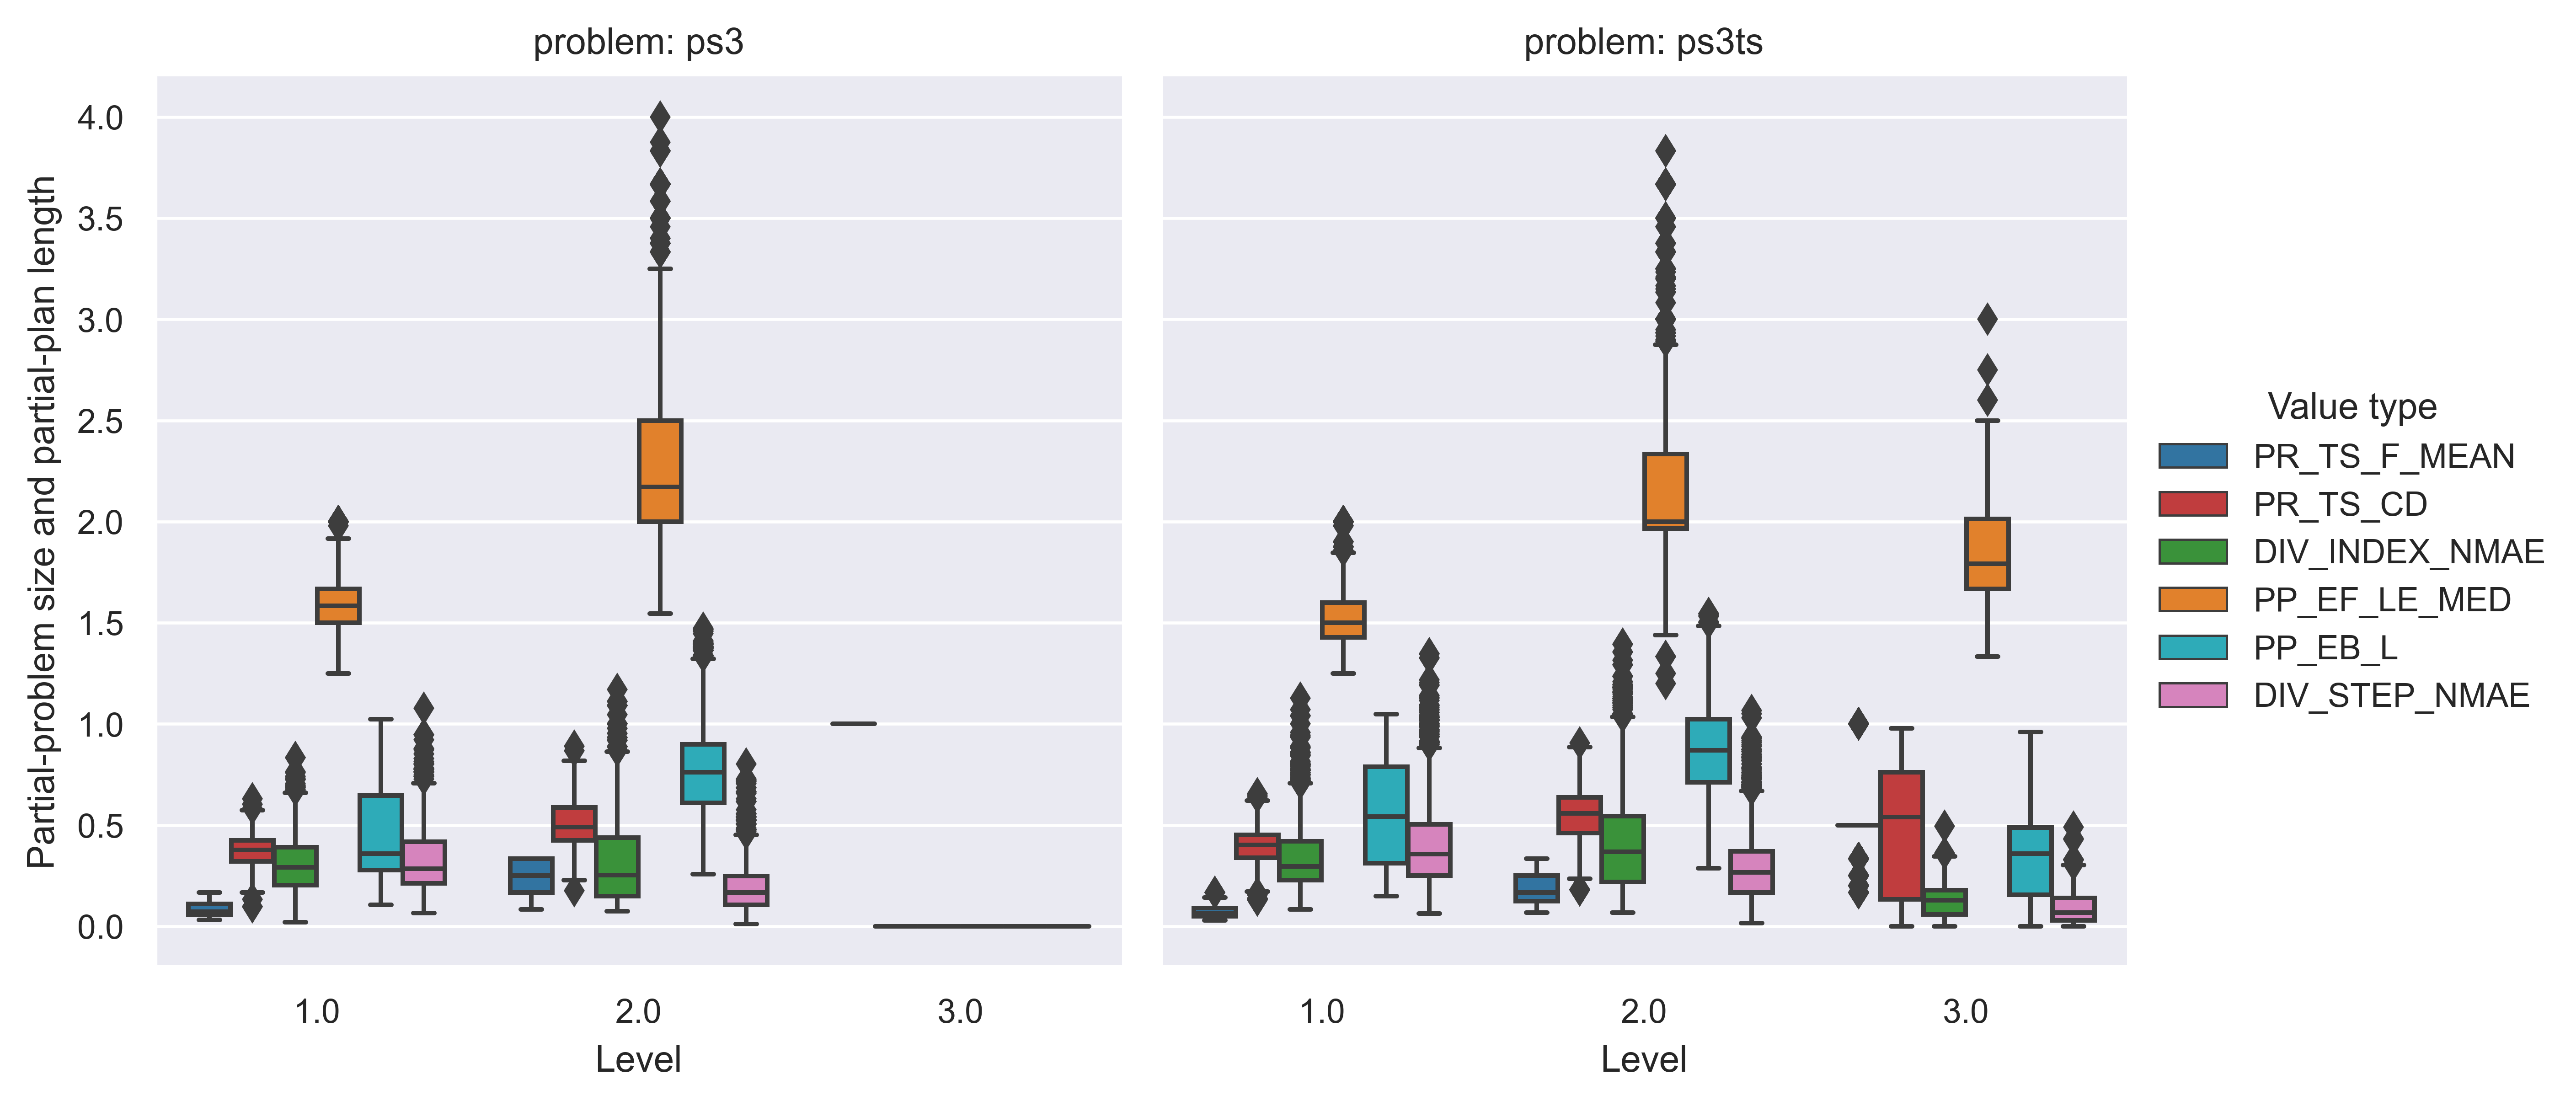 problem: ps3
problem: ps3ts
Partial-problem size and partial-plan length
4.0
3.5
3.0
2.5
2.0
1.5
1.0
0.5
0.0
1.0 2.0 3.0
Level
1.0 2.0 3.0
Level
Value type
PR_TS_F_MEAN
PR_TS_CD
DIV_INDEX_NMAE
PP_EF_LE_MED
PP_EB_L
DIV_STEP_NMAE